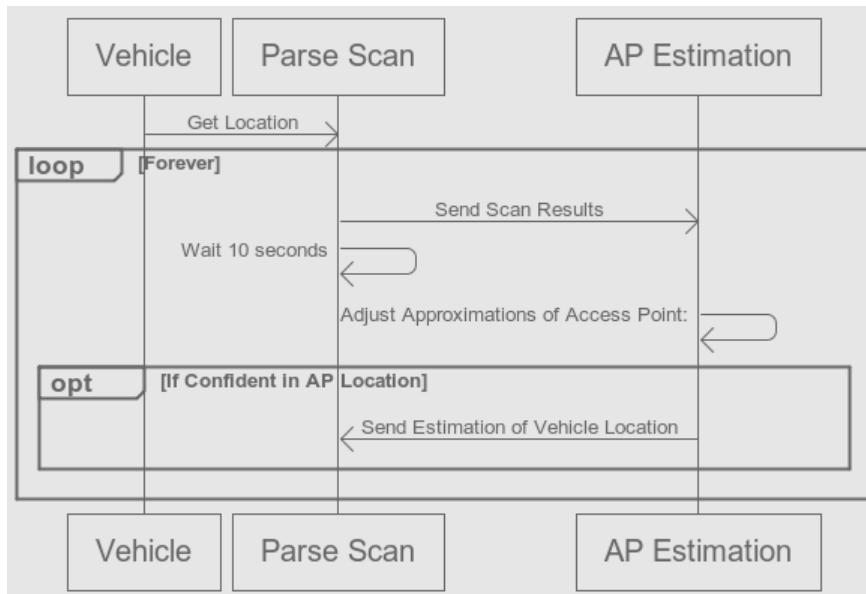 Vehicle
Parse Scan
AP Estimation
Get Location
loop
[Forever]
Send Scan Results
Wait 10 seconds
Adjust Approximations of Access Point:
opt
[If Confident in AP Location]
Send Estimation of Vehicle Location
Vehicle
Parse Scan
AP Estimation